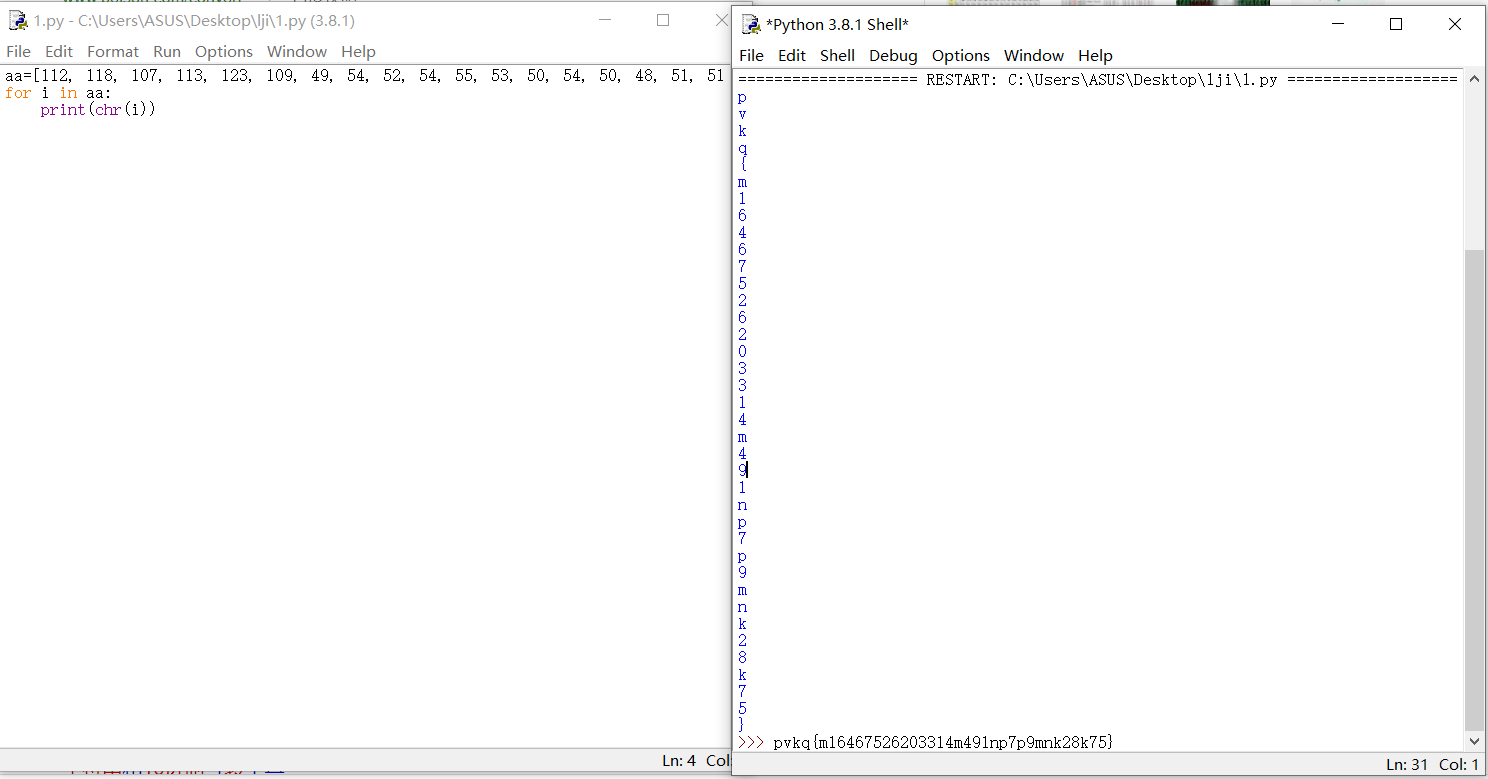 1.py - C:\Users\ASUS\Desktop\lji\1.py (3.8.1)
File Edit Format Run Options Window Help
aa=[112, 118, 107, 113, 123, 109, 49, 54, 52, 54, 55, 53, 50, 54, 50, 48, 51, 51
for i in aa:
    print(chr(i))
Ln: 4 Col:
*Python 3.8.1 Shell*
File Edit Shell Debug Options Window Help
==================== RESTART: C:\Users\ASUS\Desktop\lji\1.py ===================
p
v
k
q
{
m
1
6
4
6
7
5
2
6
2
0
3
3
1
4
m
4
9
1
n
p
7
p
9
m
n
k
2
8
k
7
5
}
>>> pvkq{m16467526203314m491np7p9mnk28k75}
Ln: 31 Col: 1